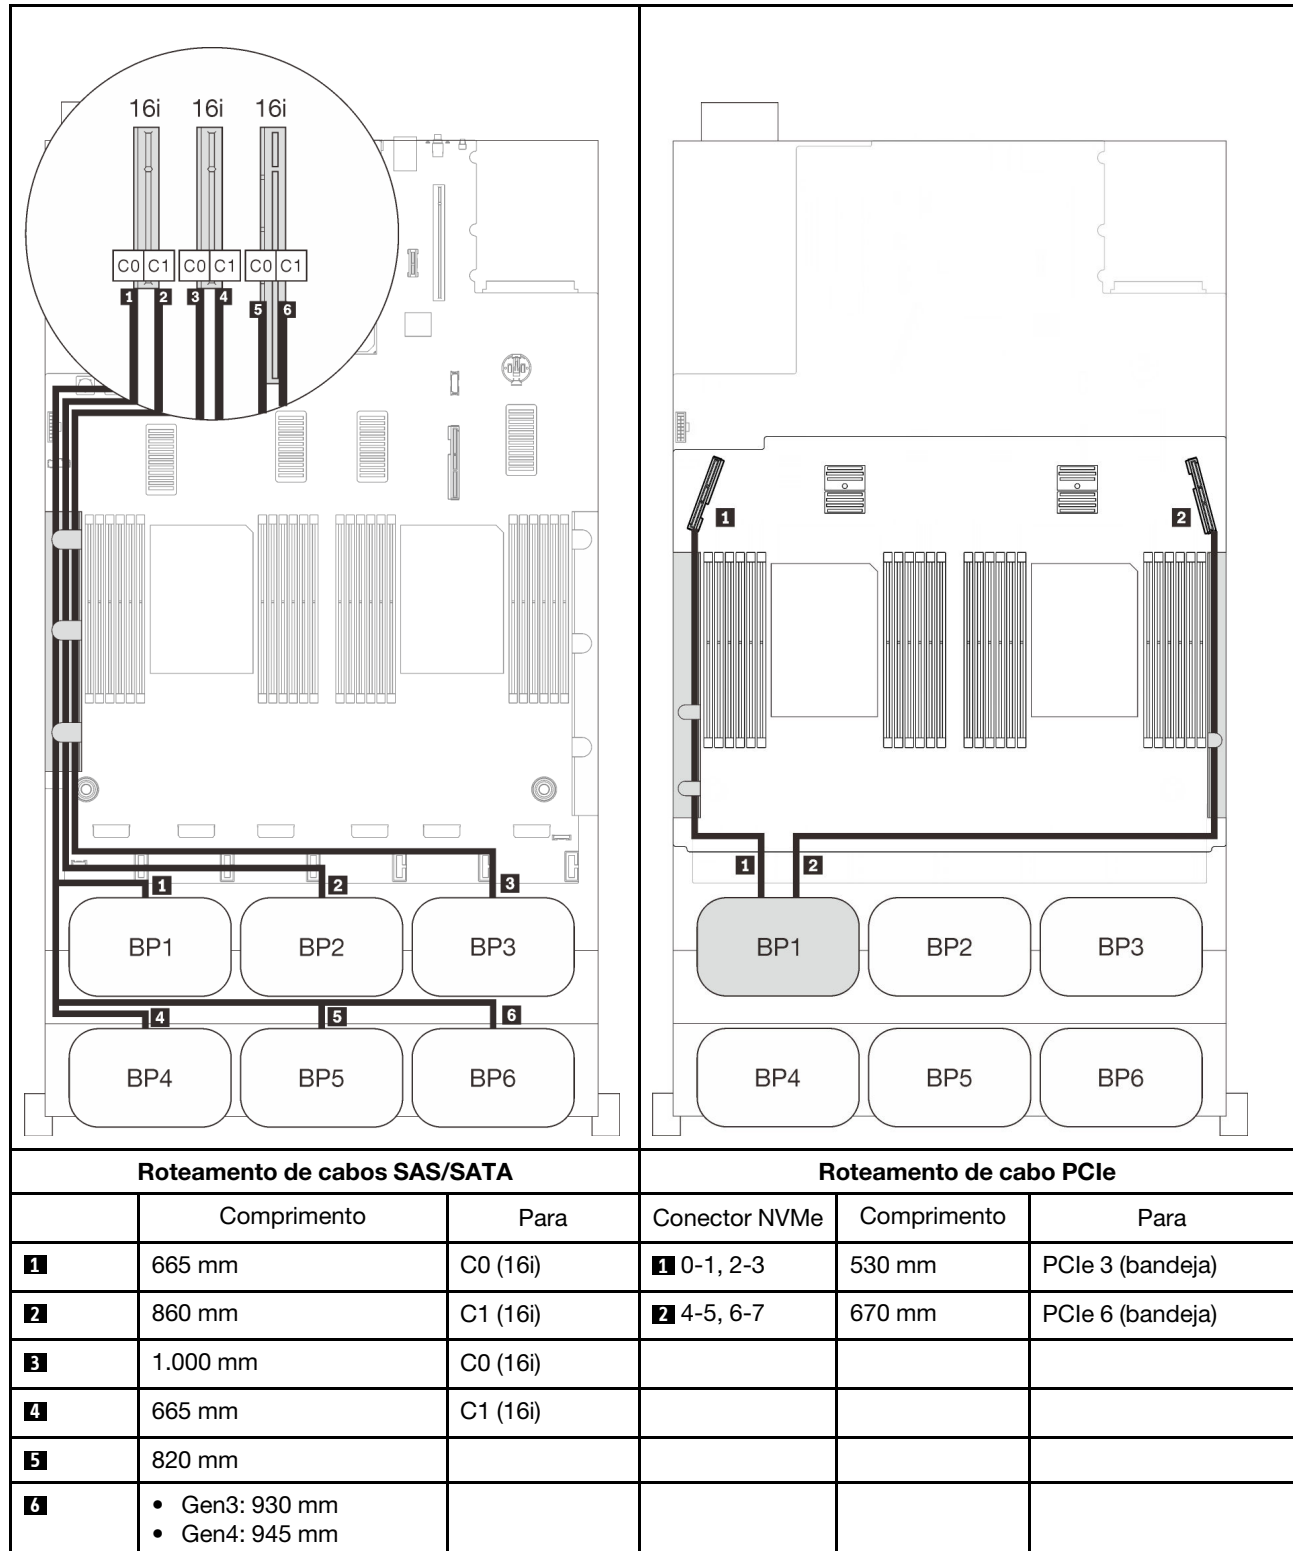 16i 16i 16i
C0 C1 C0 C1 C0 C1
1 2 3 4 5 6
1 2 3
BP1 BP2 BP3
4 5 6
BP4 BP5 BP6
1 2
1 2
BP1 BP2 BP3
BP4 BP5 BP6
Roteamento de cabos SAS/SATA Roteamento de cabo PCIe
Comprimento Para Conector NVMe Comprimento Para
1 665 mm C0 (16i) 1 0-1, 2-3 530 mm PCIe 3 (bandeja)
2 860 mm C1 (16i) 2 4-5, 6-7 670 mm PCIe 6 (bandeja)
3 1.000 mm C0 (16i)
4 665 mm C1 (16i)
5 820 mm
6 • Gen3: 930 mm
• Gen4: 945 mm